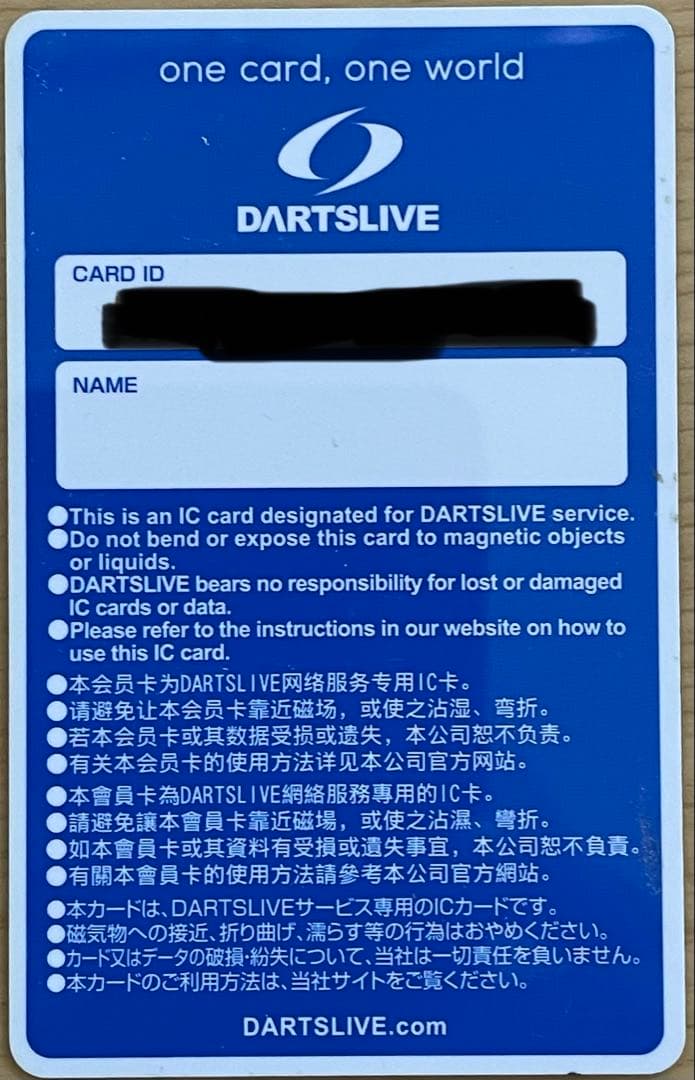 one card, one world
DARTSLIVE
CARD ID
NAME
●This is an IC card designated for DARTSLIVE service.
●Do not bend or expose this card to magnetic objects
or liquids.
●DARTSLIVE bears no responsibility for lost or damaged
IC cards or data.
●Please refer to the instructions in our website on how to
use this IC card.
●本会员卡为DARTSLIVE网络服务专用IC卡。
●请避免让本会员卡靠近磁场，或使之沾湿、弯折。
●若本会员卡或其数据受损或遗失，本公司恕不负责。
●有关本会员卡的使用方法详见本公司官方网站。
●本會員卡為DARTSLIVE網絡服務專用的IC卡。
●請避免讓本會員卡靠近磁場，或使之沾濕、彎折。
●如本會員卡或其資料有受損或遺失事宜，本公司恕不負責。
●有關本會員卡的使用方法請參考本公司官方網站。
●本カードは、DARTSLIVEサービス専用のICカードです。
●磁気物への接近、折り曲げ、濡らす等の行為はおやめください。
●カード又はデータの破損・紛失について、当社は一切責任を負いません。
●本カードのご利用方法は、当社サイトをご覧ください。
DARTSLIVE.com